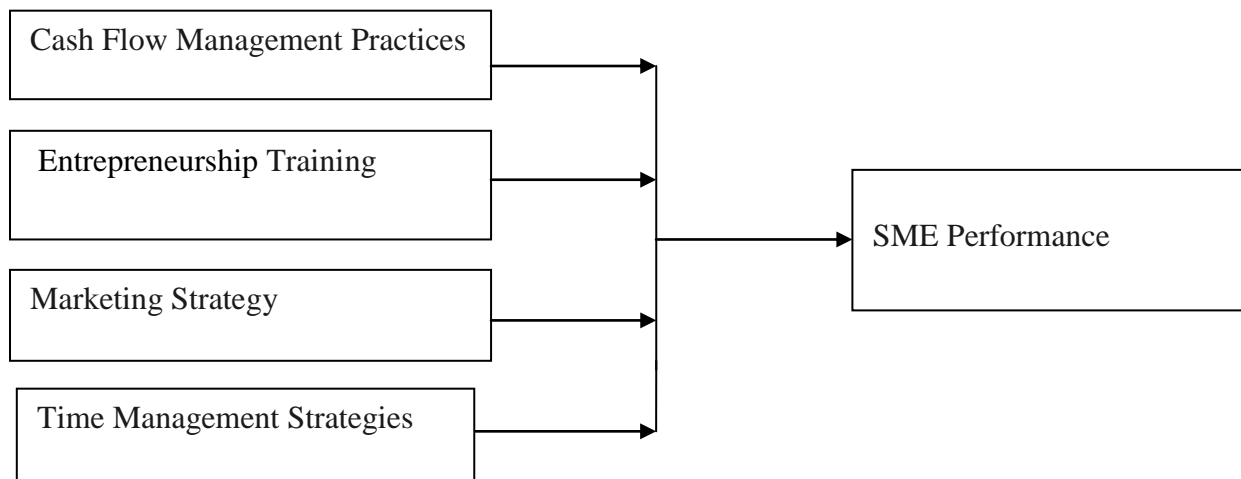 Cash Flow Management Practices
Entrepreneurship Training
Marketing Strategy
Time Management Strategies
SME Performance